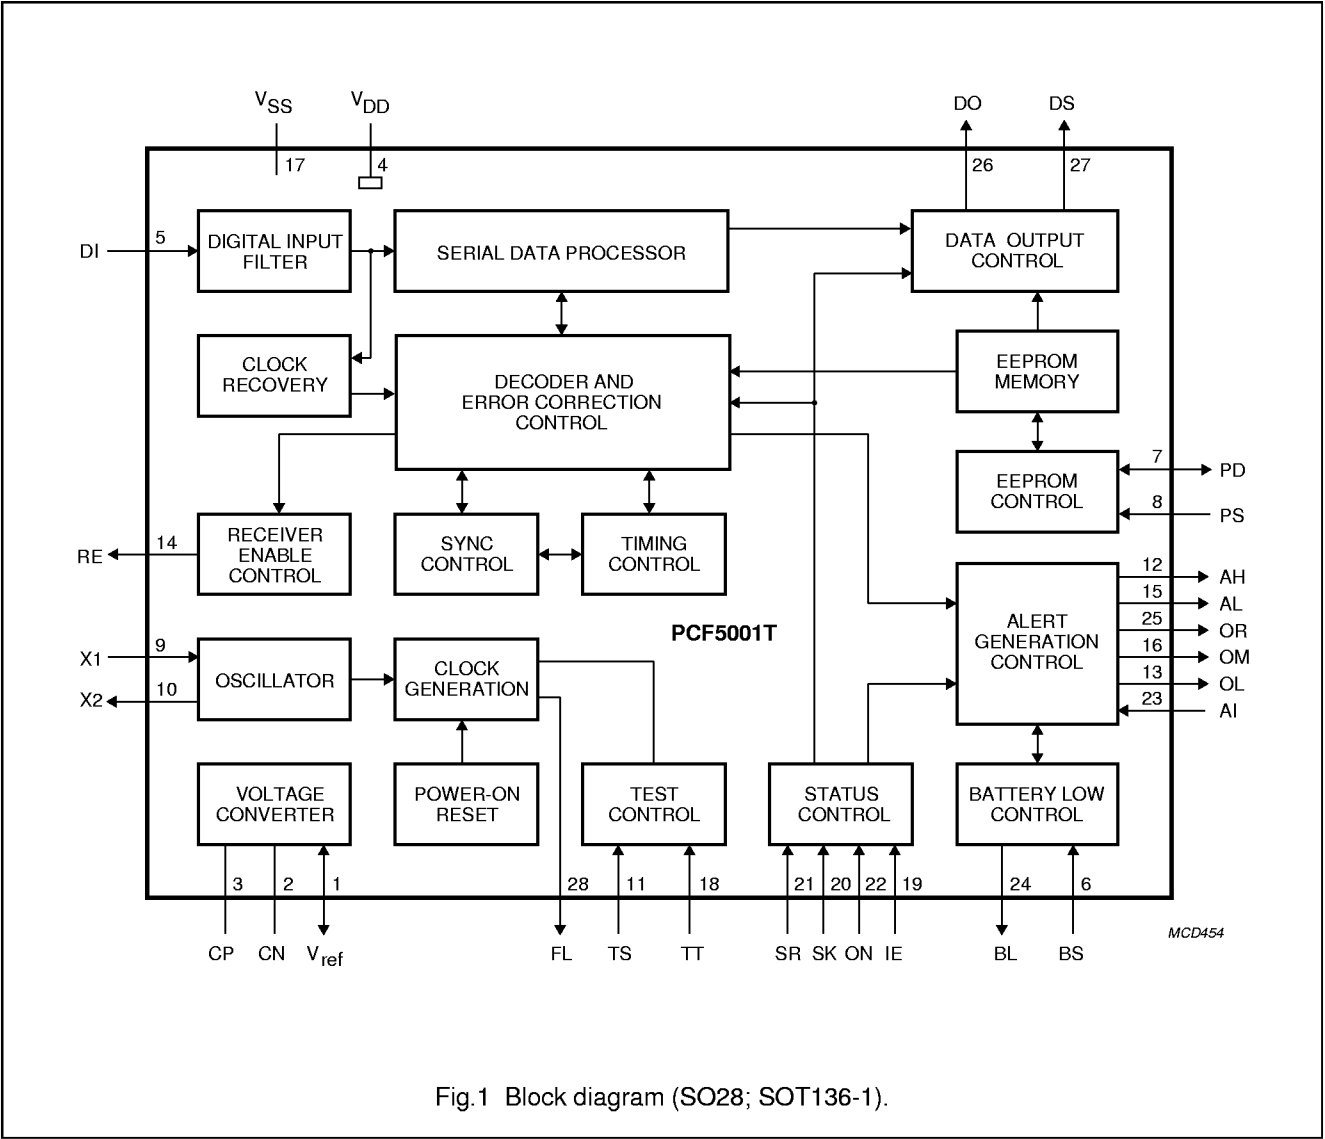 VSS VDD DO DS
17 4 26 27
DI 5
DIGITAL INPUT
FILTER
SERIAL DATA PROCESSOR
DATA OUTPUT
CONTROL
CLOCK
RECOVERY
DECODER AND
ERROR CORRECTION
CONTROL
EEPROM
MEMORY
EEPROM
CONTROL
7 PD
8 PS
RE 14
RECEIVER
ENABLE
CONTROL
SYNC
CONTROL
TIMING
CONTROL
PCF5001T
ALERT
GENERATION
CONTROL
12 AH
15 AL
25 OR
16 OM
13 OL
23 AI
X1 9
X2 10
OSCILLATOR
CLOCK
GENERATION
VOLTAGE
CONVERTER
POWER-ON
RESET
TEST
CONTROL
STATUS
CONTROL
BATTERY LOW
CONTROL
3 2 1 28 11 18 21 20 22 19 24 6
CP CN Vref FL TS TT SR SK ON IE BL BS
MCD454
Fig.1 Block diagram (SO28; SOT136-1).